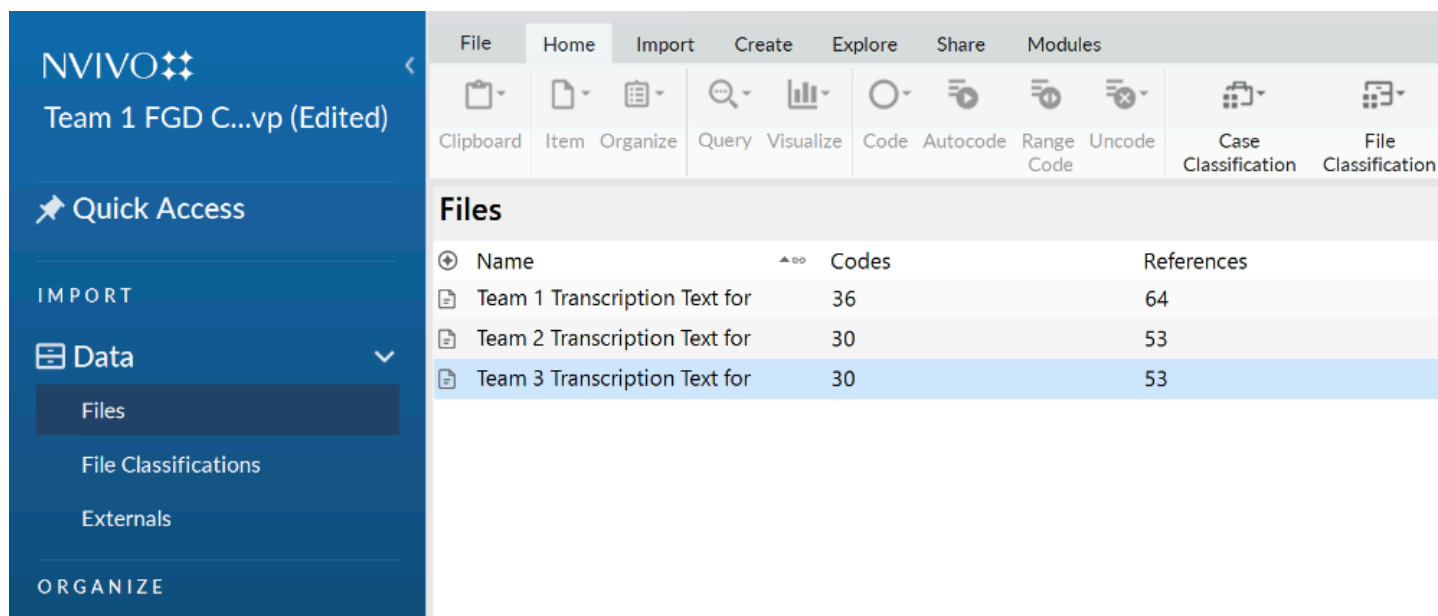 NVIVO
Team 1 FGD C...vp (Edited)
Quick Access
IMPORT
Data
Files
File Classifications
Externals
ORGANIZE
File Home Import Create Explore Share Modules
Clipboard Item Organize Query Visualize Code Autocode Range Code Uncode Case Classification File Classification
Files
Name Codes References
Team 1 Transcription Text for 36 64
Team 2 Transcription Text for 30 53
Team 3 Transcription Text for 30 53